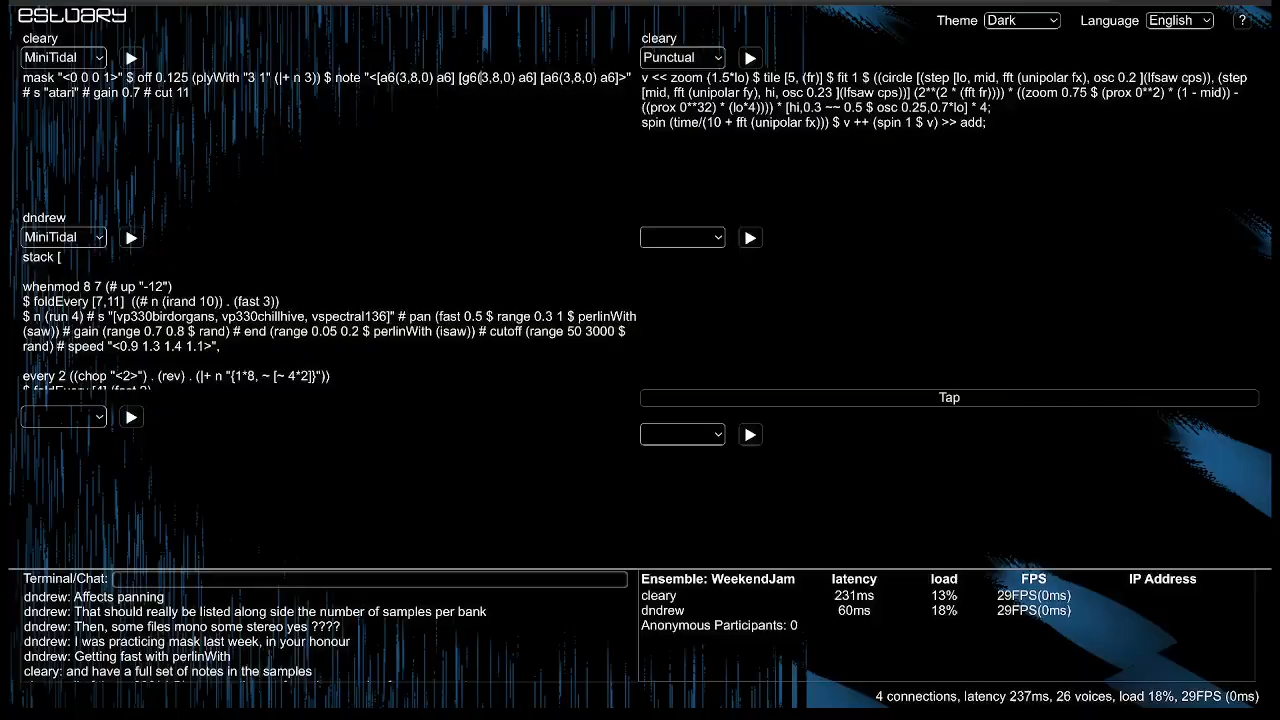 estuary
Theme Dark Language English ?
cleary
MiniTidal
mask "<0 0 0 1>" $ off 0.125 (plyWith "3 1" (|+ n 3)) $ note "<[a6(3,8,0) a6] [g6(3,8,0) a6] [a6(3,8,0) a6]>"
# s "atari" # gain 0.7 # cut 11
cleary
Punctual
v << zoom (1.5*lo) $ tile [5, (fr)] $ fit 1 $ ((circle [(step [lo, mid, fft (unipolar fx), osc 0.2 ](lfsaw cps)), (step
[mid, fft (unipolar fy), hi, osc 0.23 ](lfsaw cps))] (2**(2 * (fft fr)))) * ((zoom 0.75 $ (prox 0**2) * (1 - mid)) -
((prox 0**32) * (lo*4)))) * [hi,0.3 ~~ 0.5 $ osc 0.25,0.7*lo] * 4;
spin (time/(10 + fft (unipolar fx))) $ v ++ (spin 1 $ v) >> add;
dndrew
MiniTidal
stack [
whenmod 8 7 (# up "-12")
$ foldEvery [7,11] ((# n (irand 10)) . (fast 3))
$ n (run 4) # s "[vp330birdorgans, vp330chillhive, vspectral136]" # pan (fast 0.5 $ range 0.3 1 $ perlinWith
(saw)) # gain (range 0.7 0.8 $ rand) # end (range 0.05 0.2 $ perlinWith (isaw)) # cutoff (range 50 3000 $
rand) # speed "<0.9 1.3 1.4 1.1>",
every 2 ((chop "<2>") . (rev) . (|+ n "{1*8, ~ [~ 4*2]}"))
$ foldEvery [4] (fast 2)
Tap
Terminal/Chat:
dndrew: Affects panning
dndrew: That should really be listed along side the number of samples per bank
dndrew: Then, some files mono some stereo yes ????
dndrew: I was practicing mask last week, in your honour
dndrew: Getting fast with perlinWith
cleary: and have a full set of notes in the samples
Ensemble: WeekendJam latency load FPS IP Address
cleary 231ms 13% 29FPS(0ms)
dndrew 60ms 18% 29FPS(0ms)
Anonymous Participants: 0
4 connections, latency 237ms, 26 voices, load 18%, 29FPS (0ms)